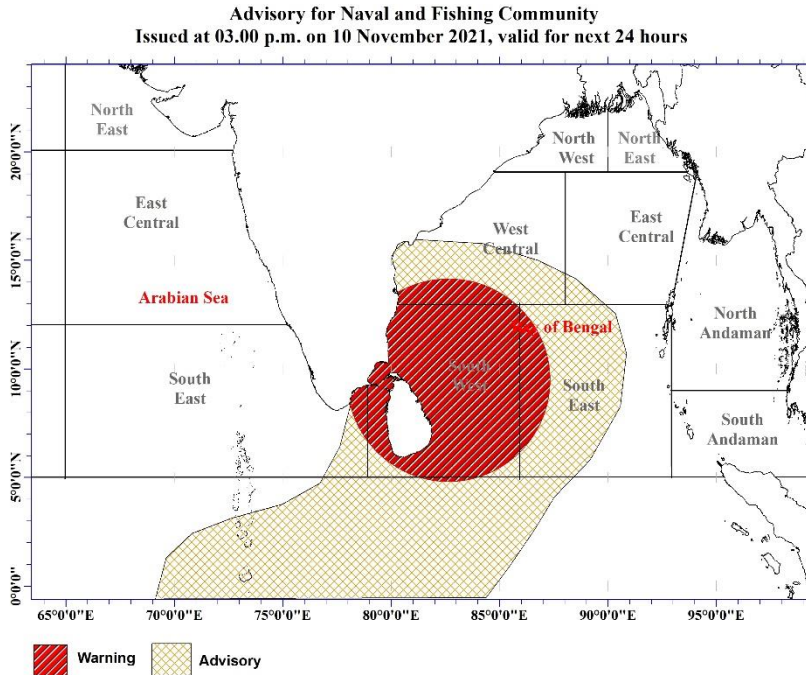 Advisory for Naval and Fishing Community
Issued at 03.00 p.m. on 10 November 2021, valid for next 24 hours
North
East
North
West
North
East
East
Central
West
Central
East
Central
Arabian Sea
of Bengal
North
Andaman
South
East
South
West
South
East
South
Andaman
20°0'0"N
15°0'0"N
10°0'0"N
5°0'0"N
0°0'0"
65°0'0"E
70°0'0"E
75°0'0"E
80°0'0"E
85°0'0"E
90°0'0"E
95°0'0"E
Warning
Advisory